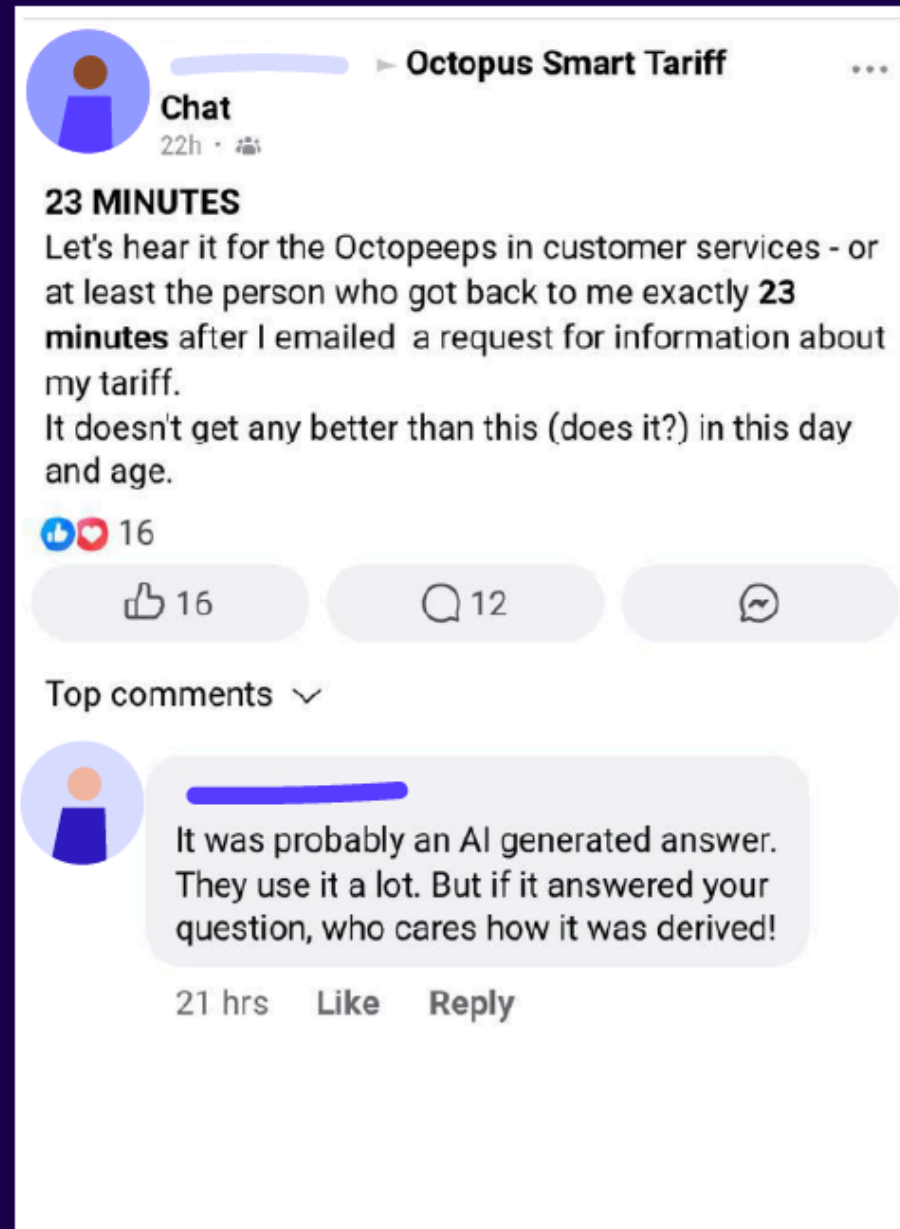 Octopus Smart Tariff
Chat
22h ·
23 MINUTES
Let's hear it for the Octopeeps in customer services - or
at least the person who got back to me exactly 23
minutes after I emailed a request for information about
my tariff.
It doesn't get any better than this (does it?) in this day
and age.
16
16
12
Top comments
It was probably an AI generated answer.
They use it a lot. But if it answered your
question, who cares how it was derived!
21 hrs Like Reply